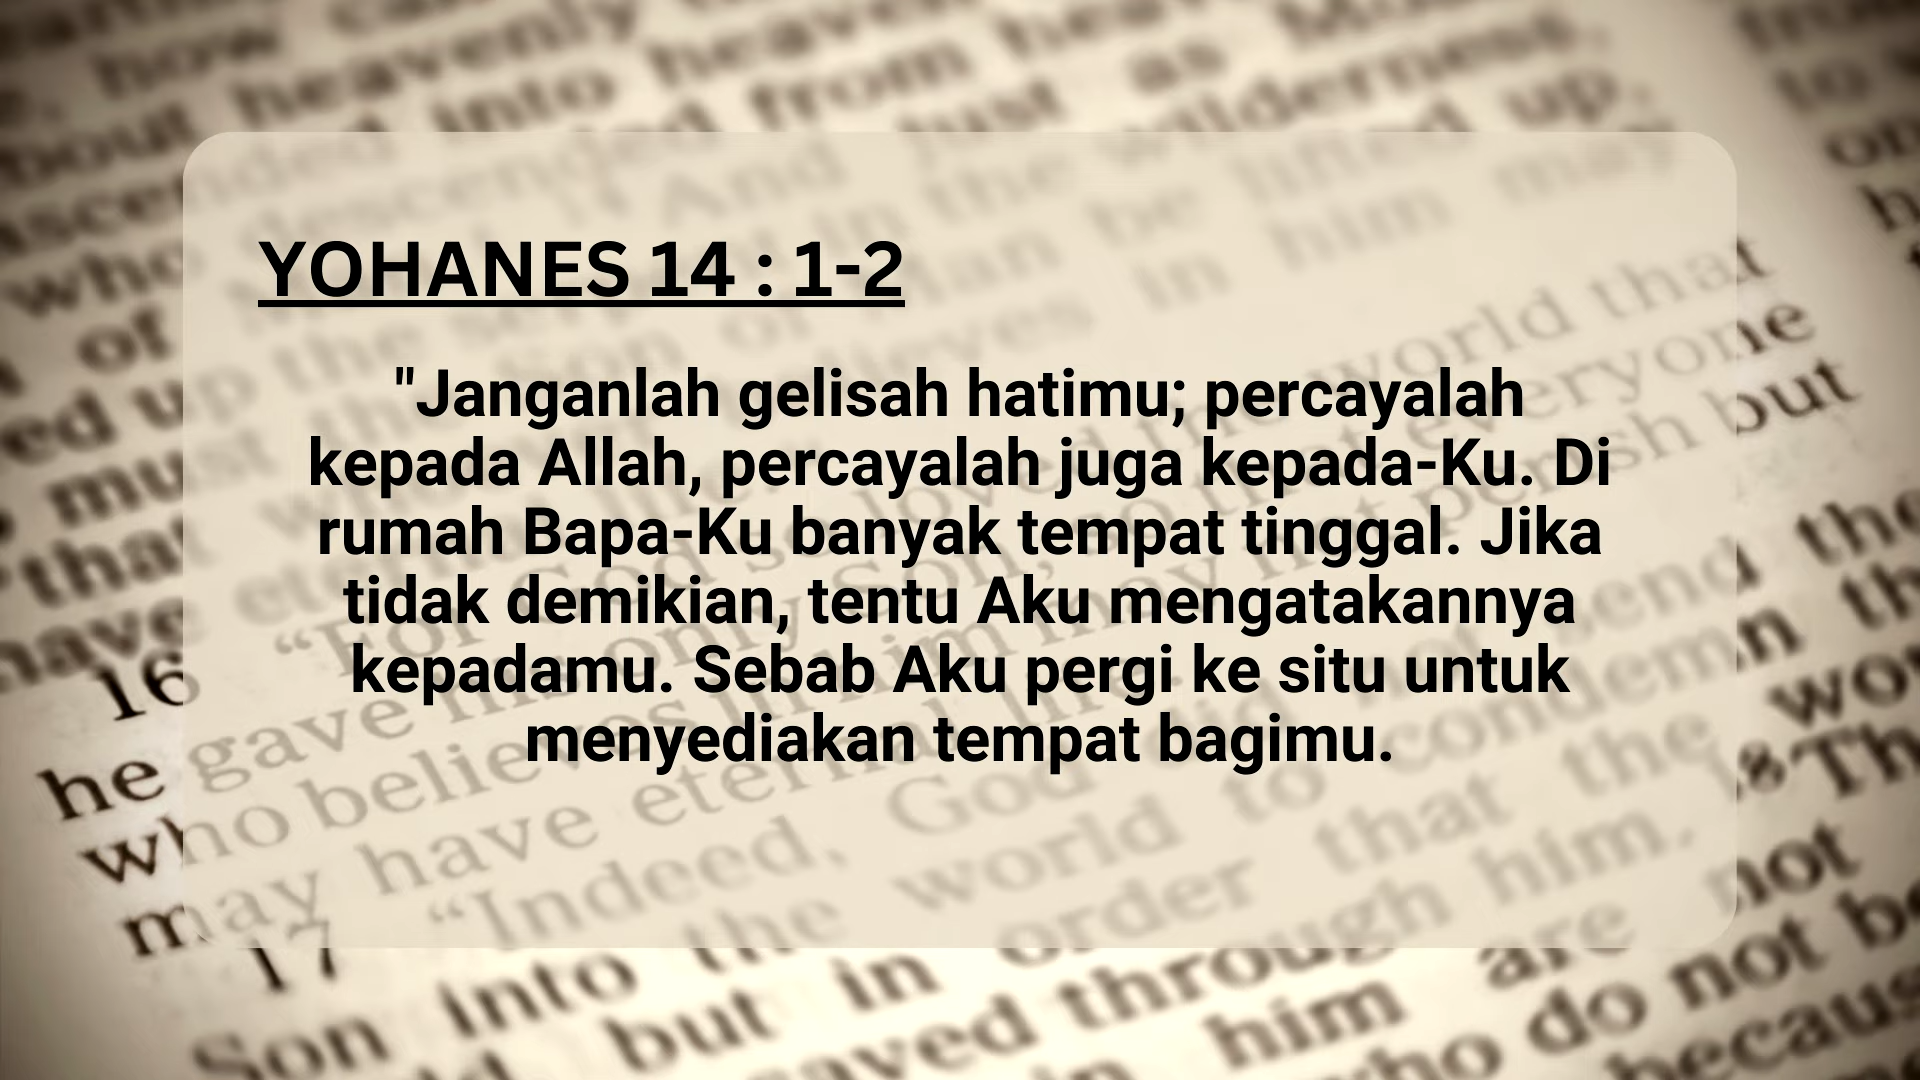 YOHANES 14 : 1-2
"Janganlah gelisah hatimu; percayalah
kepada Allah, percayalah juga kepada-Ku. Di
rumah Bapa-Ku banyak tempat tinggal. Jika
tidak demikian, tentu Aku mengatakannya
kepadamu. Sebab Aku pergi ke situ untuk
menyediakan tempat bagimu.